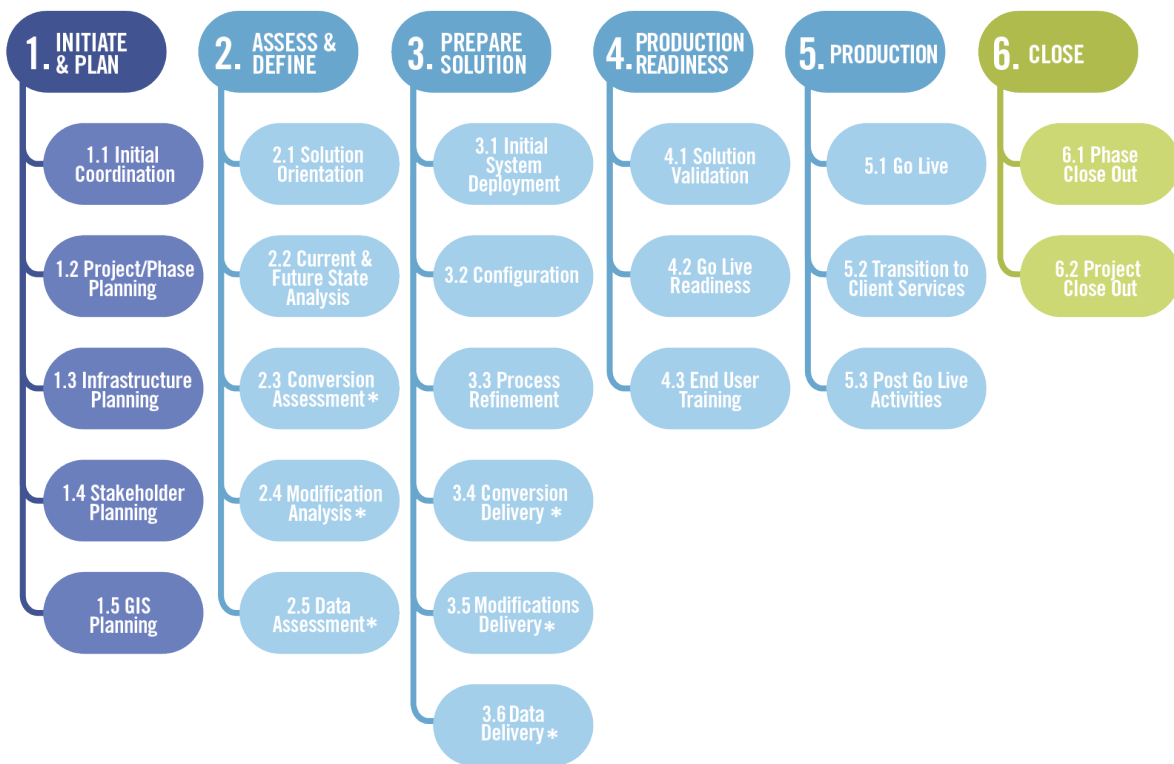 1. INITIATE
& PLAN
1.1 Initial
Coordination
1.2 Project/Phase
Planning
1.3 Infrastructure
Planning
1.4 Stakeholder
Planning
1.5 GIS
Planning
2. ASSESS &
DEFINE
2.1 Solution
Orientation
2.2 Current &
Future State
Analysis
2.3 Conversion
Assessment*
2.4 Modification
Analysis*
2.5 Data
Assessment*
3. PREPARE
SOLUTION
3.1 Initial
System
Deployment
3.2 Configuration
3.3 Process
Refinement
3.4 Conversion
Delivery *
3.5 Modifications
Delivery*
3.6 Data
Delivery*
4. PRODUCTION
READINESS
4.1 Solution
Validation
4.2 Go Live
Readiness
4.3 End User
Training
5. PRODUCTION
5.1 Go Live
5.2 Transition to
Client Services
5.3 Post Go Live
Activities
6. CLOSE
6.1 Phase
Close Out
6.2 Project
Close Out